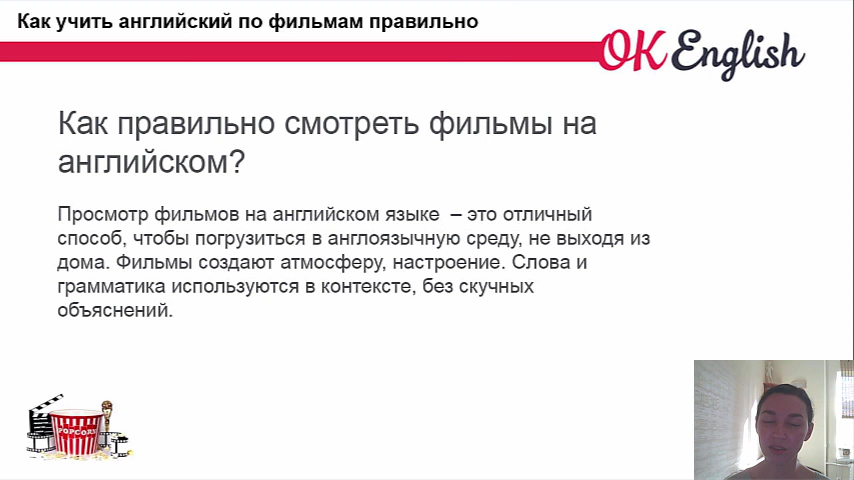 Как учить английский по фильмам правильно
OK English
Как правильно смотреть фильмы на
английском?
Просмотр фильмов на английском языке – это отличный
способ, чтобы погрузиться в англоязычную среду, не выходя из
дома. Фильмы создают атмосферу, настроение. Слова и
грамматика используются в контексте, без скучных
объяснений.
POPCORN